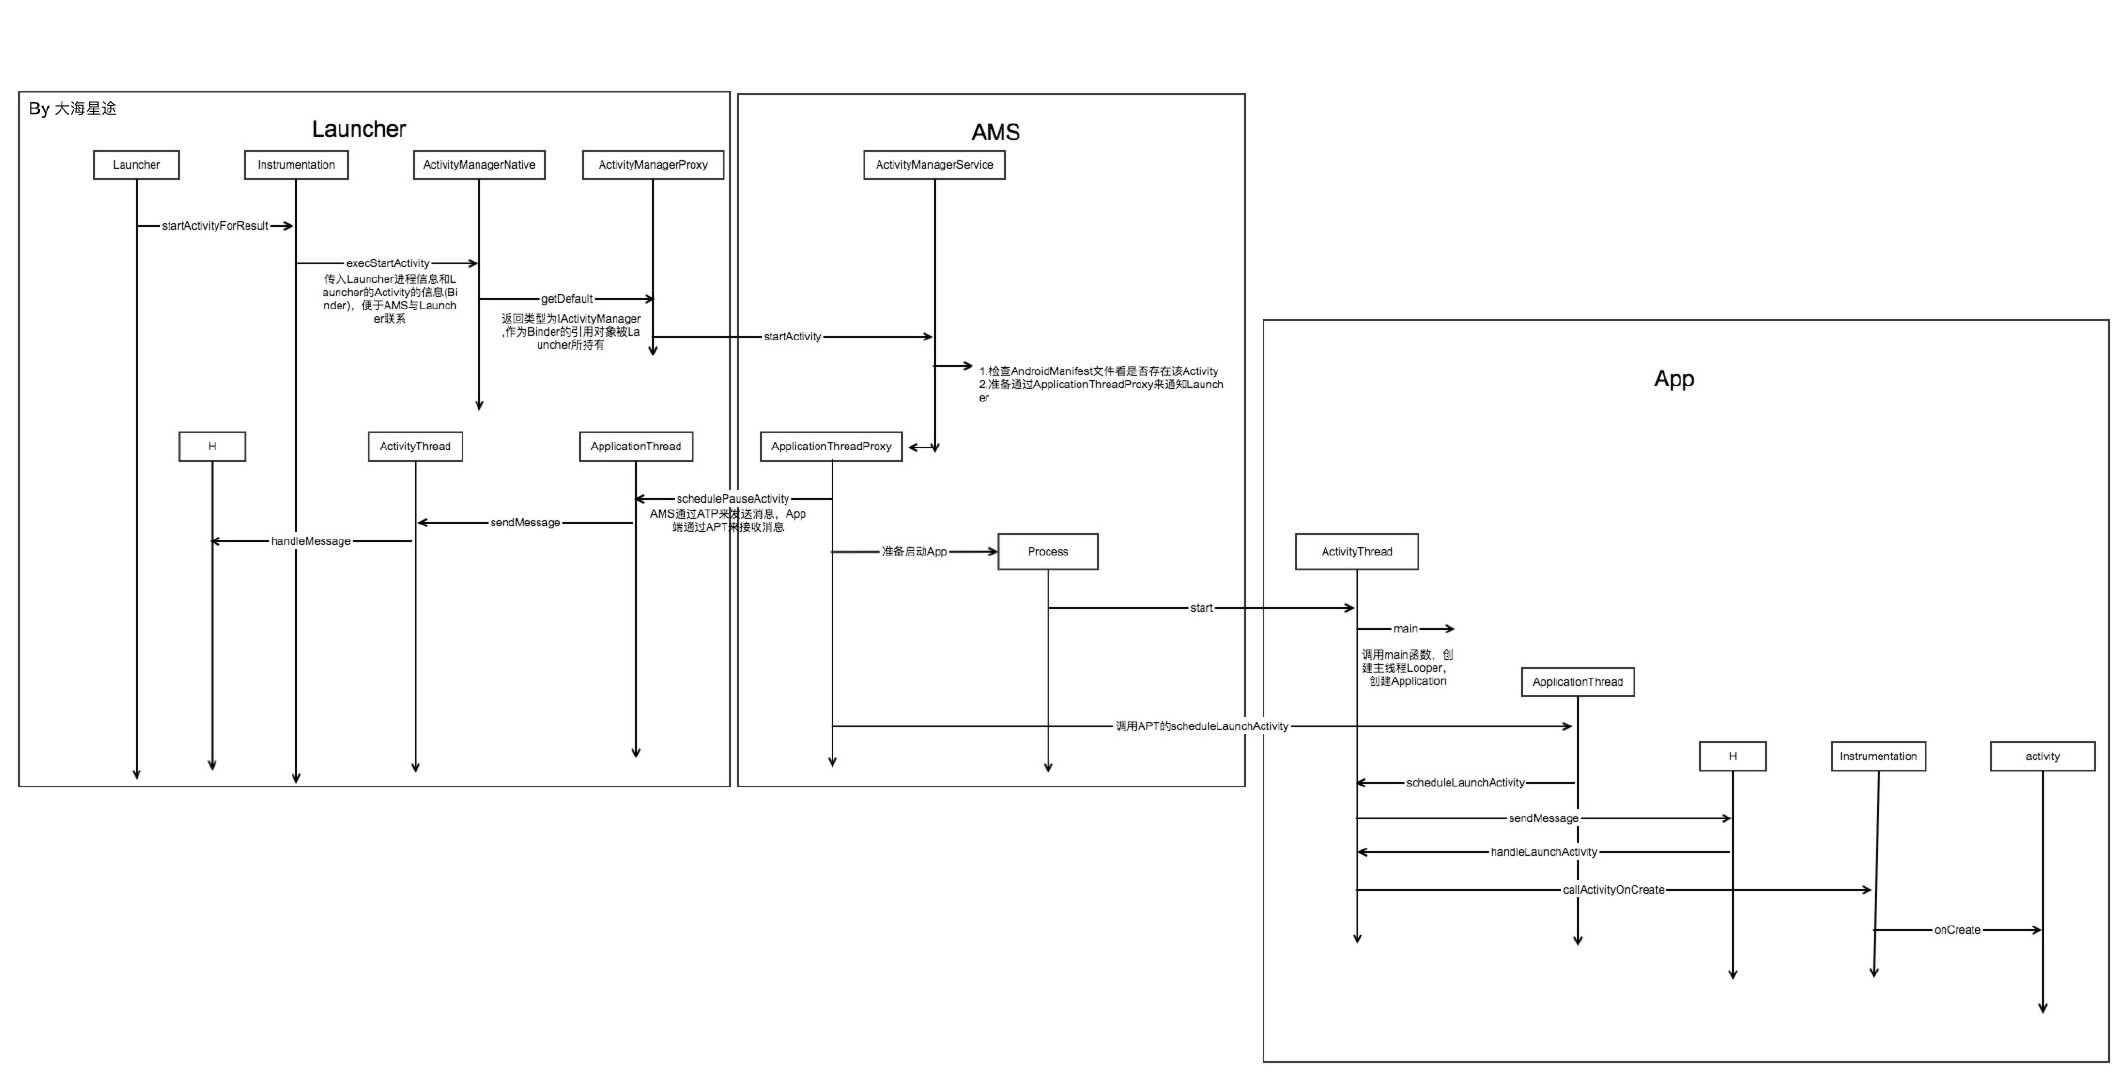 By 大海星途
Launcher
AMS
Launcher
Instrumentation
ActivityManagerNative
ActivityManagerProxy
ActivityManagerService
startActivityForResult
execStartActivity
传入Launcher进程信息和L
auncher的Activity的信息(Bi
nder)，便于AMS与Launch
er联系
getDefault
返回类型为IActivityManager
,作为Binder的引用对象被La
uncher所持有
startActivity
1.检查AndroidManifest文件看是否存在该Activity
2.准备通过ApplicationThreadProxy来通知Launch
er
App
H
ActivityThread
ApplicationThread
ApplicationThreadProxy
schedulePauseActivity
AMS通过ATP来发送消息，App
端通过APT来接收消息
sendMessage
handleMessage
准备启动App
Process
ActivityThread
start
main
调用main函数，创
建主线程Looper，
创建Application
ApplicationThread
调用APT的scheduleLaunchActivity
H
Instrumentation
activity
scheduleLaunchActivity
sendMessage
handleLaunchActivity
callActivityOnCreate
onCreate